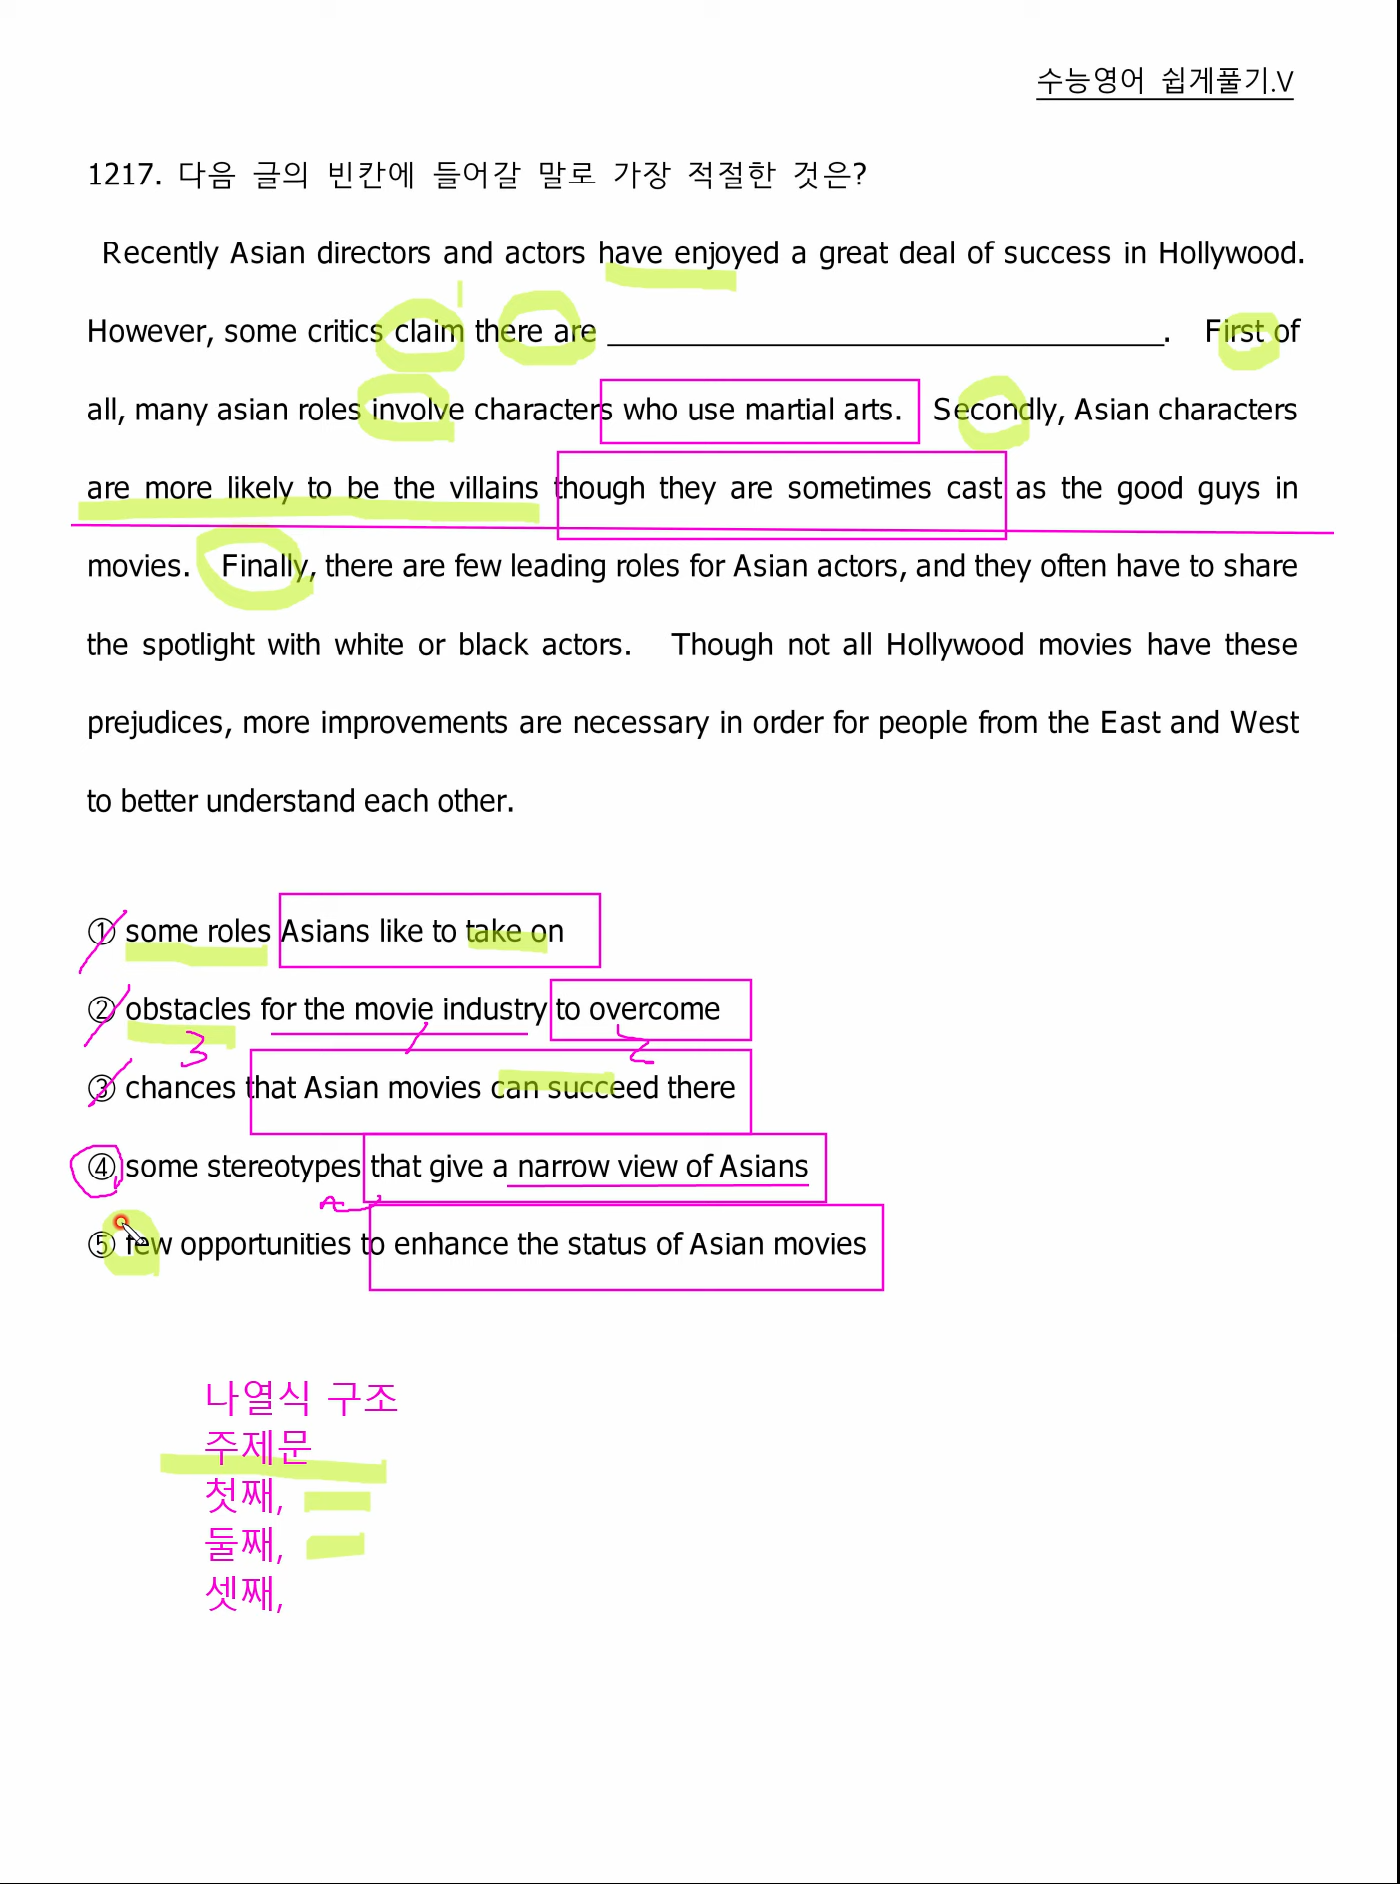 수능영어 쉽게풀기.V
1217. 다음 글의 빈칸에 들어갈 말로 가장 적절한 것은?
Recently Asian directors and actors have enjoyed a great deal of success in Hollywood.
However, some critics claim there are ______________________________. First of
all, many asian roles involve characters who use martial arts. Secondly, Asian characters
are more likely to be the villains though they are sometimes cast as the good guys in
movies. Finally, there are few leading roles for Asian actors, and they often have to share
the spotlight with white or black actors. Though not all Hollywood movies have these
prejudices, more improvements are necessary in order for people from the East and West
to better understand each other.
① some roles Asians like to take on
② obstacles for the movie industry to overcome
3 2
③ chances that Asian movies can succeed there
④ some stereotypes that give a narrow view of Asians
⑤ few opportunities to enhance the status of Asian movies
나열식 구조
주제문
첫째,
둘째,
셋째,